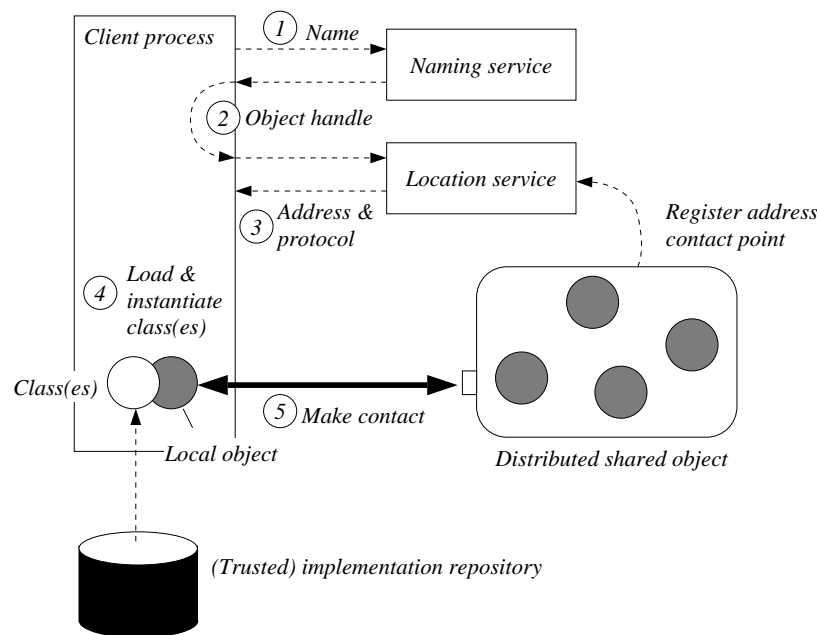 Client process
1 Name
Naming service
2 Object handle
Location service
3 Address &
protocol
Register address
contact point
4 Load &
instantiate
class(es)
Class(es)
5 Make contact
Local object
Distributed shared object
(Trusted) implementation repository